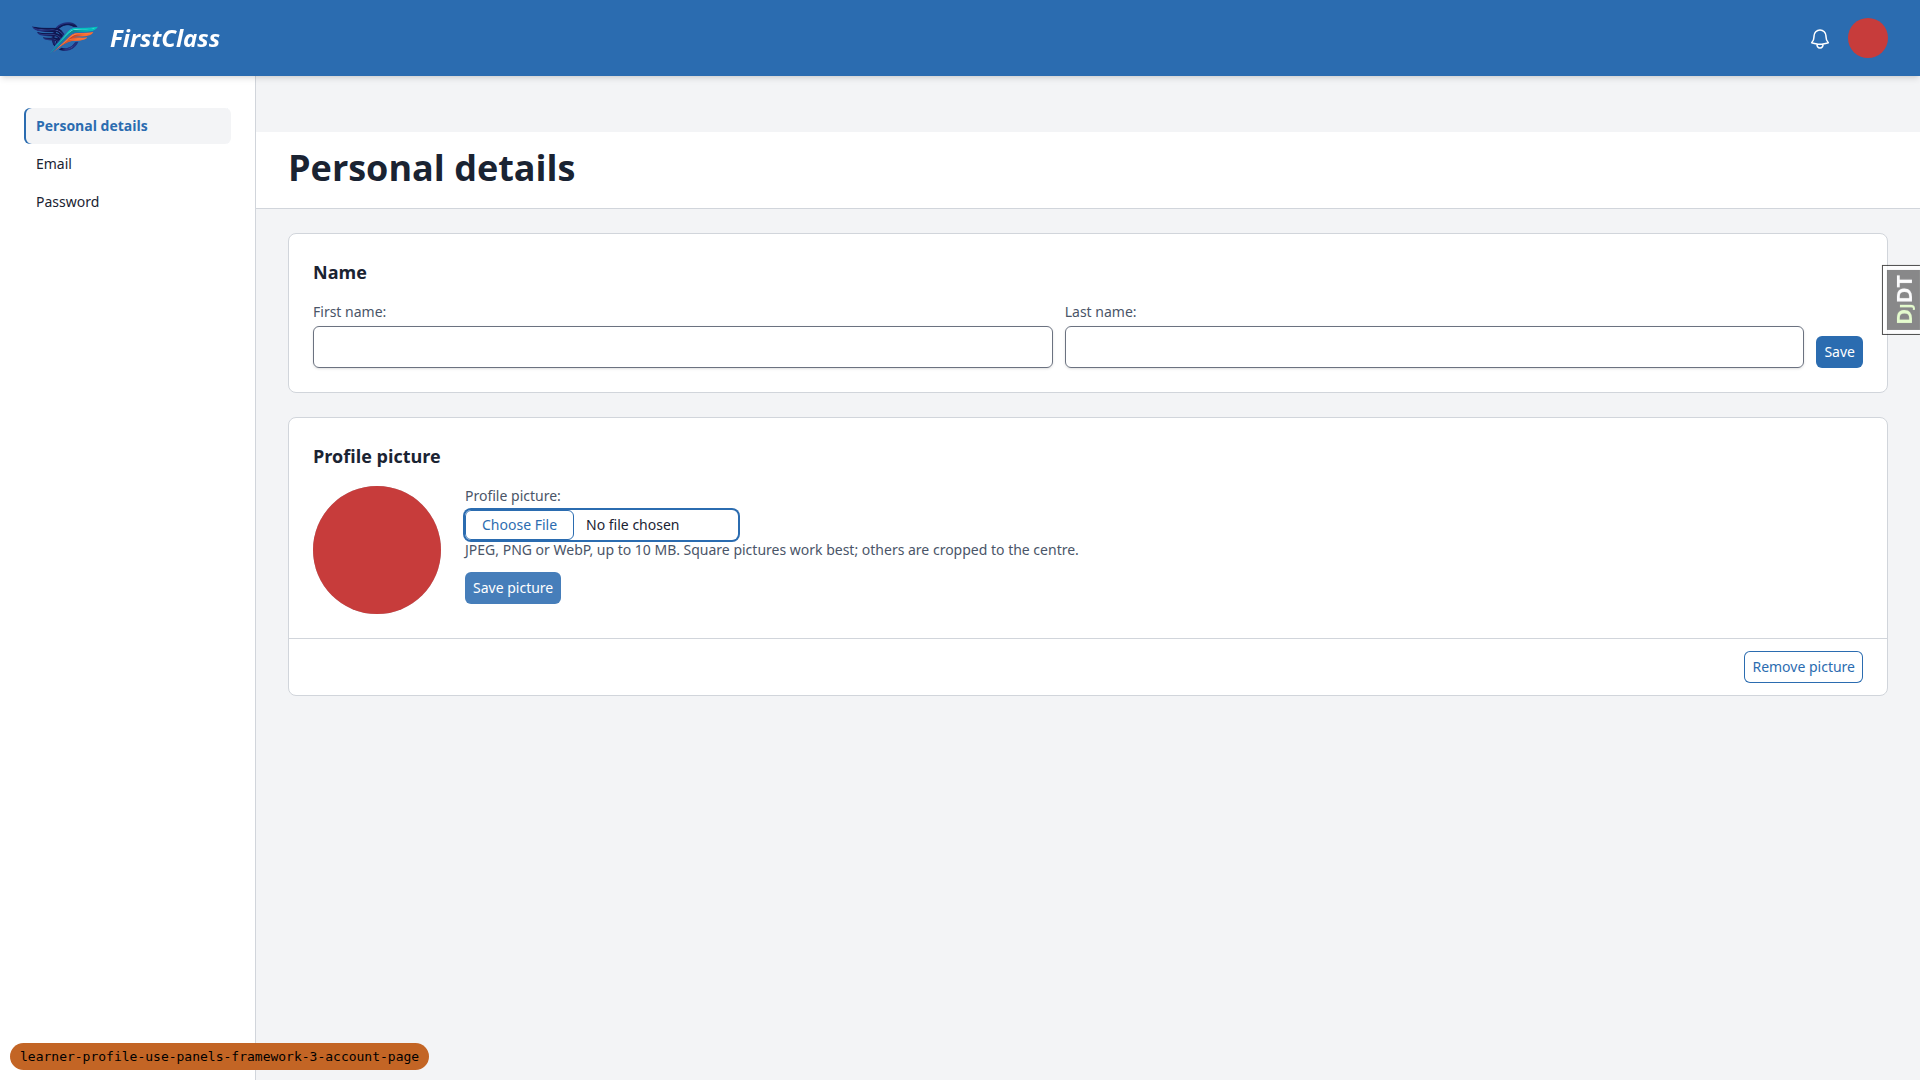 FirstClass
Personal details
Email
Password
Personal details
Name
First name:
Last name:
Save
DjDT
Profile picture
Profile picture:
Choose File No file chosen
JPEG, PNG or WebP, up to 10 MB. Square pictures work best; others are cropped to the centre.
Save picture
Remove picture
learner-profile-use-panels-framework-3-account-page